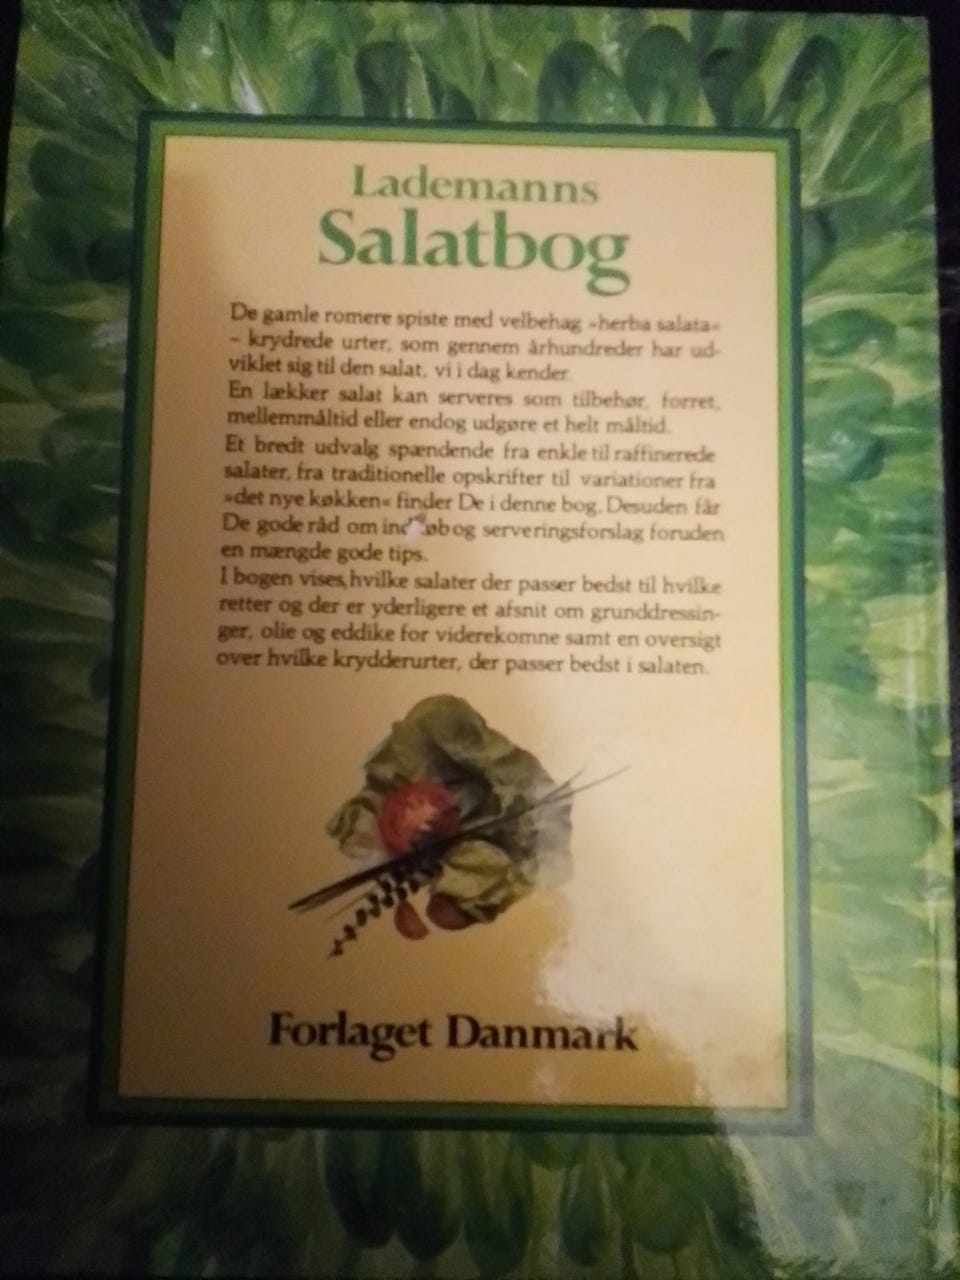 Lademanns
Salatbog
De gamle romere spiste med velbehag »herba salata«
– krydrede urter, som gennem århundreder har ud-
viklet sig til den salat, vi i dag kender.
En lækker salat kan serveres som tilbehør, forret,
mellemmåltid eller endog udgøre et helt måltid.
Et bredt udvalg spændende fra enkle til raffinerede
salater, fra traditionelle opskrifter til variationer fra
»det nye køkken« finder De i denne bog. Desuden får
De gode råd om og serveringsforslag foruden
en mængde gode tips.
I bogen vises, hvilke salater der passer bedst til hvilke
retter og der er yderligere et afsnit om grunddressin-
ger, olie og eddike for viderekomne samt en oversigt
over hvilke krydderurter, der passer bedst i salaten.
Forlaget Danmark